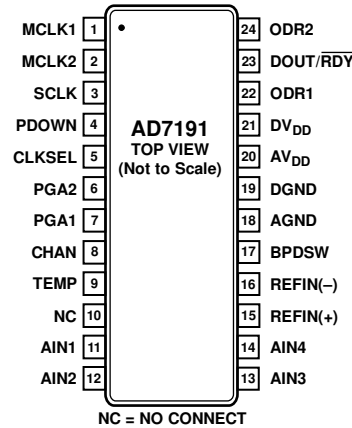 MCLK1 1
MCLK2 2
SCLK 3
PDOWN 4
CLKSEL 5
PGA2 6
PGA1 7
CHAN 8
TEMP 9
NC 10
AIN1 11
AIN2 12
AD7191
TOP VIEW
(Not to Scale)
24 ODR2
23 DOUT/RDY
22 ODR1
21 DVDD
20 AVDD
19 DGND
18 AGND
17 BPDSW
16 REFIN(–)
15 REFIN(+)
14 AIN4
13 AIN3
NC = NO CONNECT